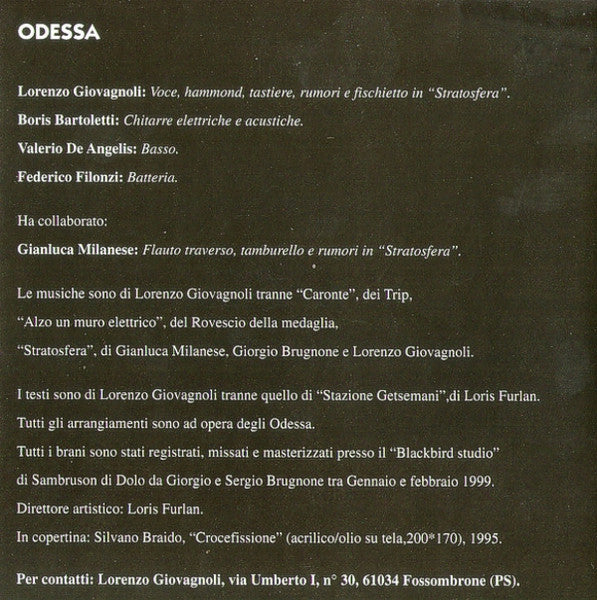 ODESSA
Lorenzo Giovagnoli: Voce, hammond, tastiere, rumori e fischietto in “Stratosfera”.
Boris Bartoletti: Chitarre elettriche e acustiche.
Valerio De Angelis: Basso.
Federico Filonzi: Batteria.
Ha collaborato:
Gianluca Milanese: Flauto traverso, tamburello e rumori in “Stratosfera”.
Le musiche sono di Lorenzo Giovagnoli tranne “Caronte”, dei Trip,
“Alzo un muro elettrico”, del Rovescio della medaglia,
“Stratosfera”, di Gianluca Milanese, Giorgio Brugnone e Lorenzo Giovagnoli.
I testi sono di Lorenzo Giovagnoli tranne quello di “Stazione Getsemani”,di Loris Furlan.
Tutti gli arrangiamenti sono ad opera degli Odessa.
Tutti i brani sono stati registrati, missati e masterizzati presso il “Blackbird studio”
di Sambruson di Dolo da Giorgio e Sergio Brugnone tra Gennaio e febbraio 1999.
Direttore artistico: Loris Furlan.
In copertina: Silvano Braido, “Crocefissione” (acrilico/olio su tela,200*170), 1995.
Per contatti: Lorenzo Giovagnoli, via Umberto I, n° 30, 61034 Fossombrone (PS).